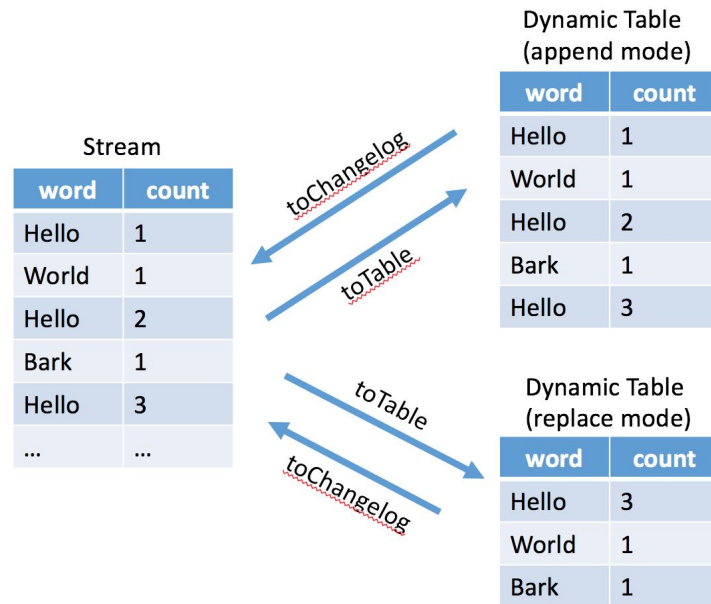 Stream
word count
Hello 1
World 1
Hello 2
Bark 1
Hello 3
... ...
toChangelog
toTable
toTable
toChangelog
Dynamic Table
(append mode)
word count
Hello 1
World 1
Hello 2
Bark 1
Hello 3
Dynamic Table
(replace mode)
word count
Hello 3
World 1
Bark 1